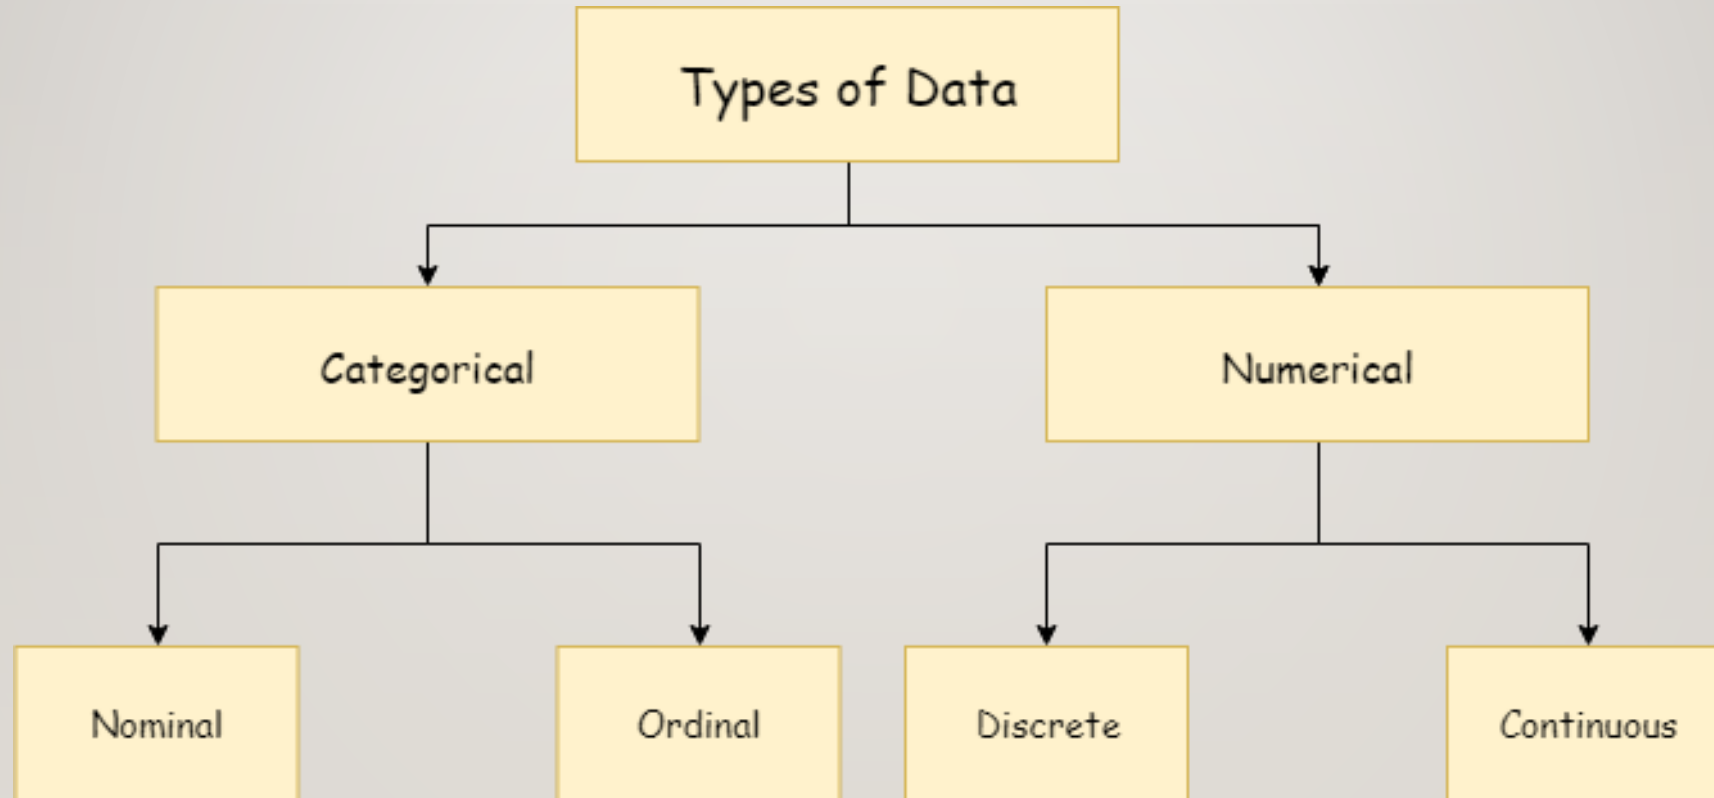 Types of Data
Categorical
Numerical
Nominal
Ordinal
Discrete
Continuous